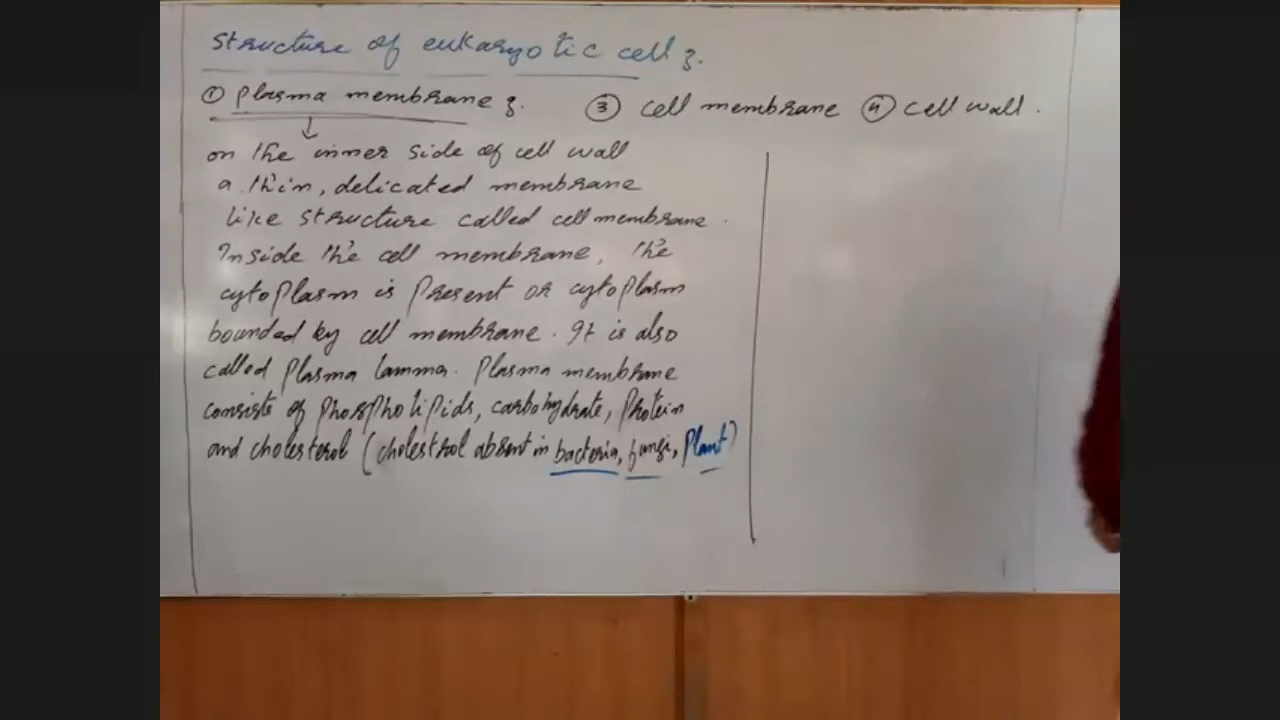 Structure of eukaryotic cell :-
① Plasma membrane :-
③ cell membrane ④ cell wall .
on the inner side of cell wall
a thin, delicated membrane
like structure called cell membrane .
Inside the cell membrane, the
cytoplasm is present or cytoplasm
bounded by cell membrane. It is also
called Plasma lamma. Plasma membrane
consists of Phospholipids, carbohydrate, Protein
and cholesterol (cholestrol absent in bacteria, fungi, Plant)